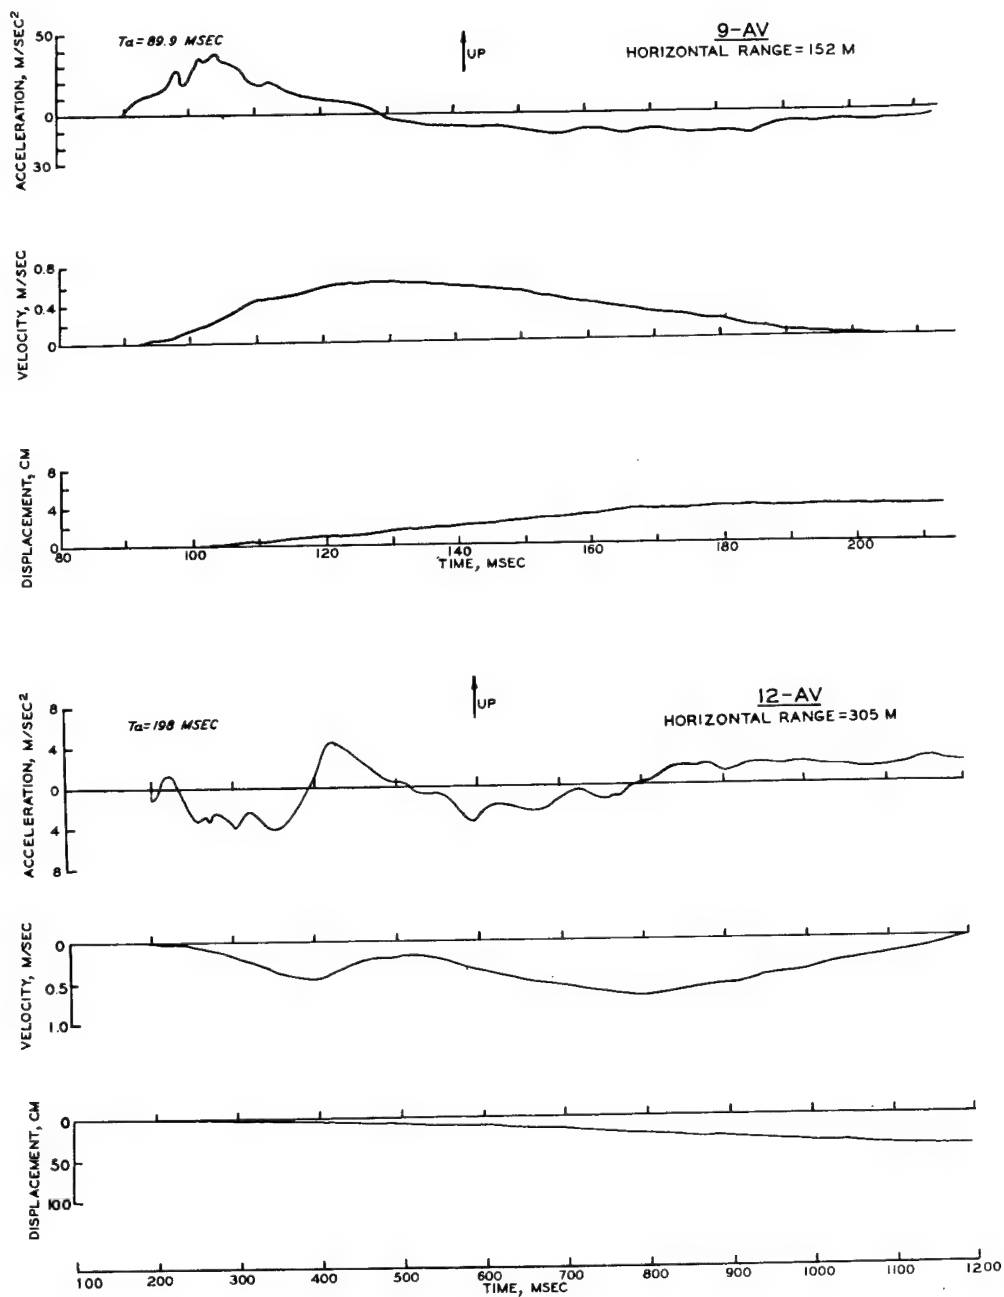 9-AV
HORIZONTAL RANGE = 152 M
Ta = 89.9 MSEC
UP
ACCELERATION, M/SEC²
50
0
30
VELOCITY, M/SEC
0.8
0.4
0
DISPLACEMENT, CM
8
4
0
80 100 120 140 160 180 200
TIME, MSEC
12-AV
HORIZONTAL RANGE = 305 M
Ta = 198 MSEC
UP
ACCELERATION, M/SEC²
8
4
0
4
8
VELOCITY, M/SEC
0
0.5
1.0
DISPLACEMENT, CM
0
50
100
100 200 300 400 500 600 700 800 900 1000 1100 1200
TIME, MSEC